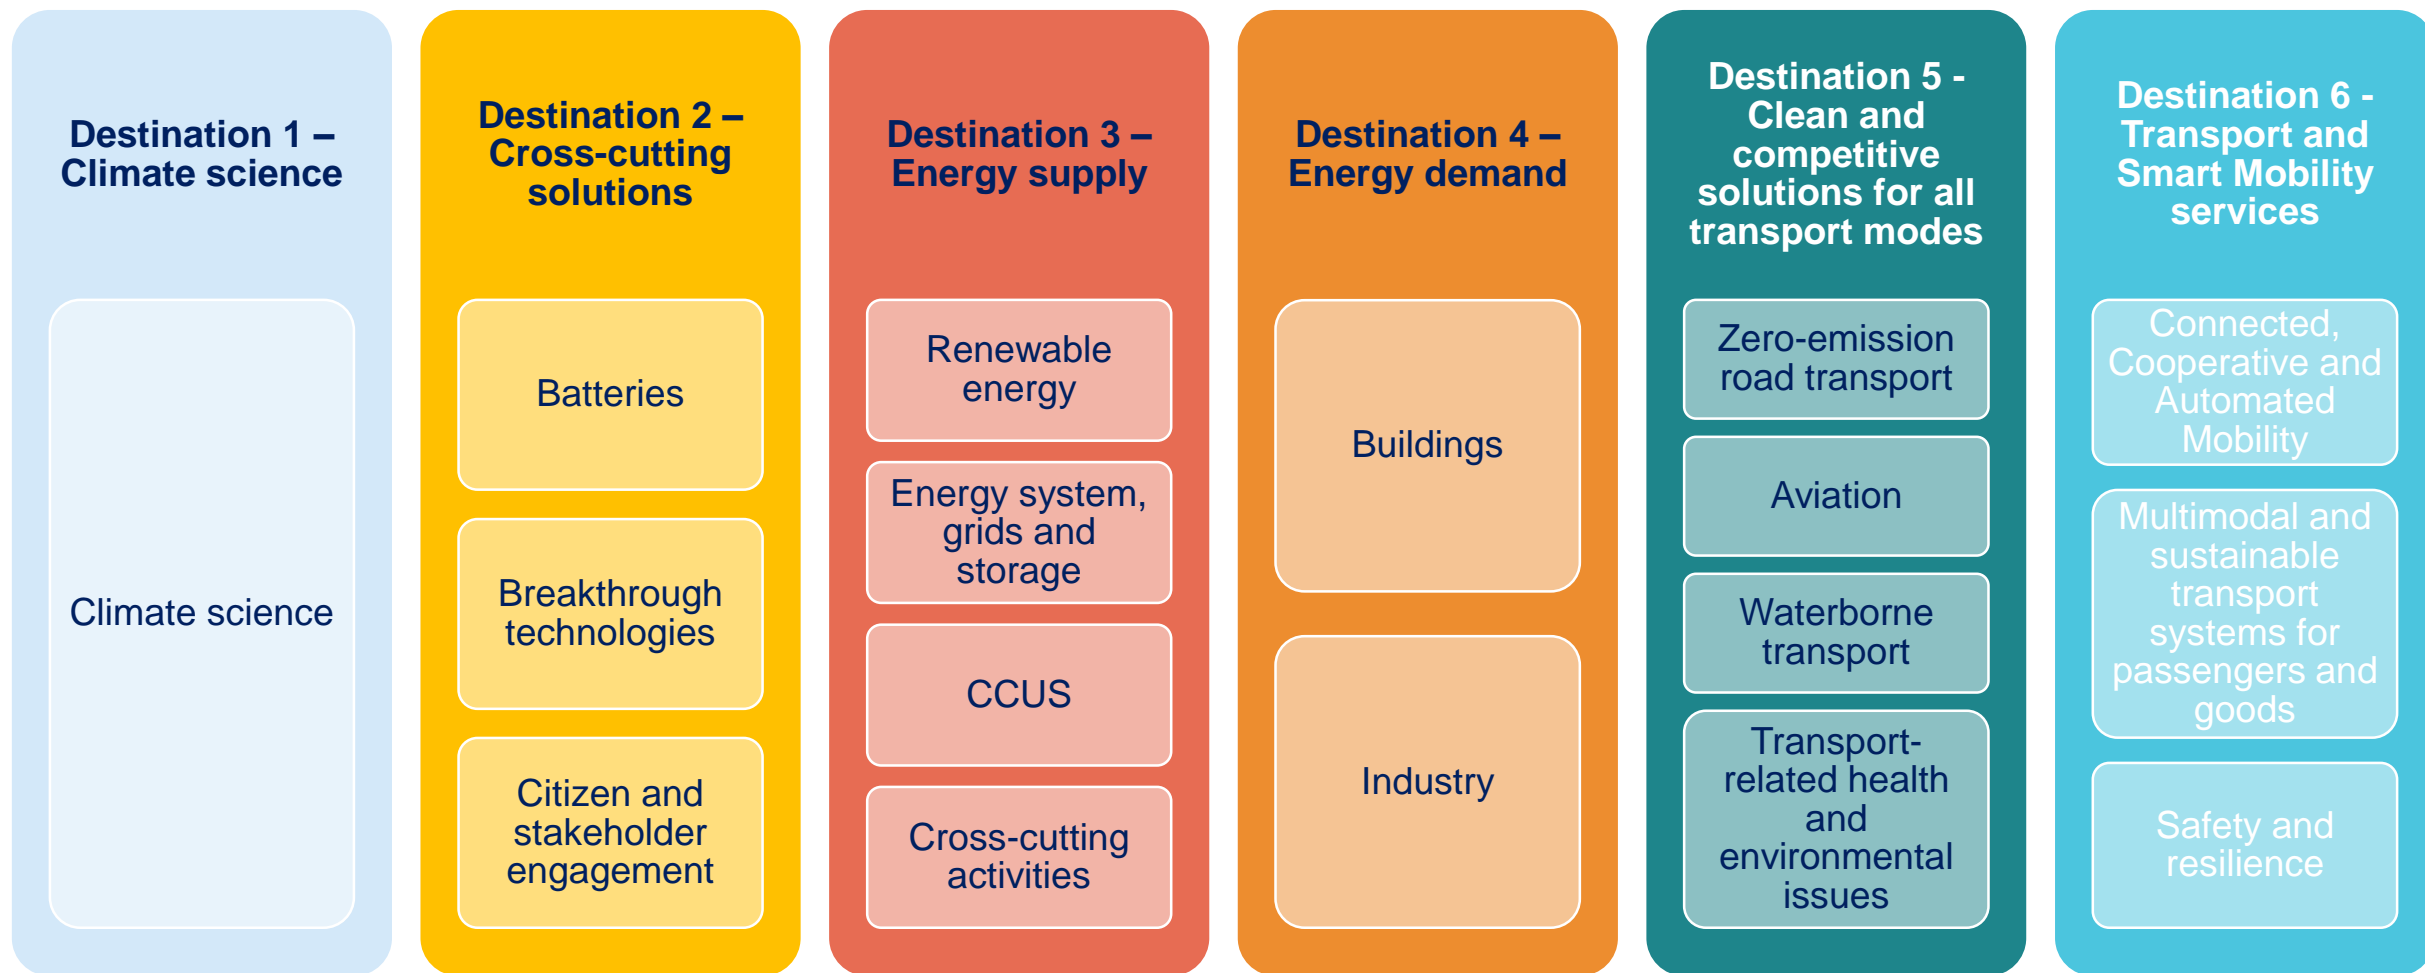 Destination 1 –
Climate science
Climate science
Destination 2 –
Cross-cutting
solutions
Batteries
Breakthrough
technologies
Citizen and
stakeholder
engagement
Destination 3 –
Energy supply
Renewable
energy
Energy system,
grids and
storage
CCUS
Cross-cutting
activities
Destination 4 –
Energy demand
Buildings
Industry
Destination 5 -
Clean and
competitive
solutions for all
transport modes
Zero-emission
road transport
Aviation
Waterborne
transport
Transport-
related health
and
environmental
issues
Destination 6 -
Transport and
Smart Mobility
services
Connected,
Cooperative and
Automated
Mobility
Multimodal and
sustainable
transport
systems for
passengers and
goods
Safety and
resilience